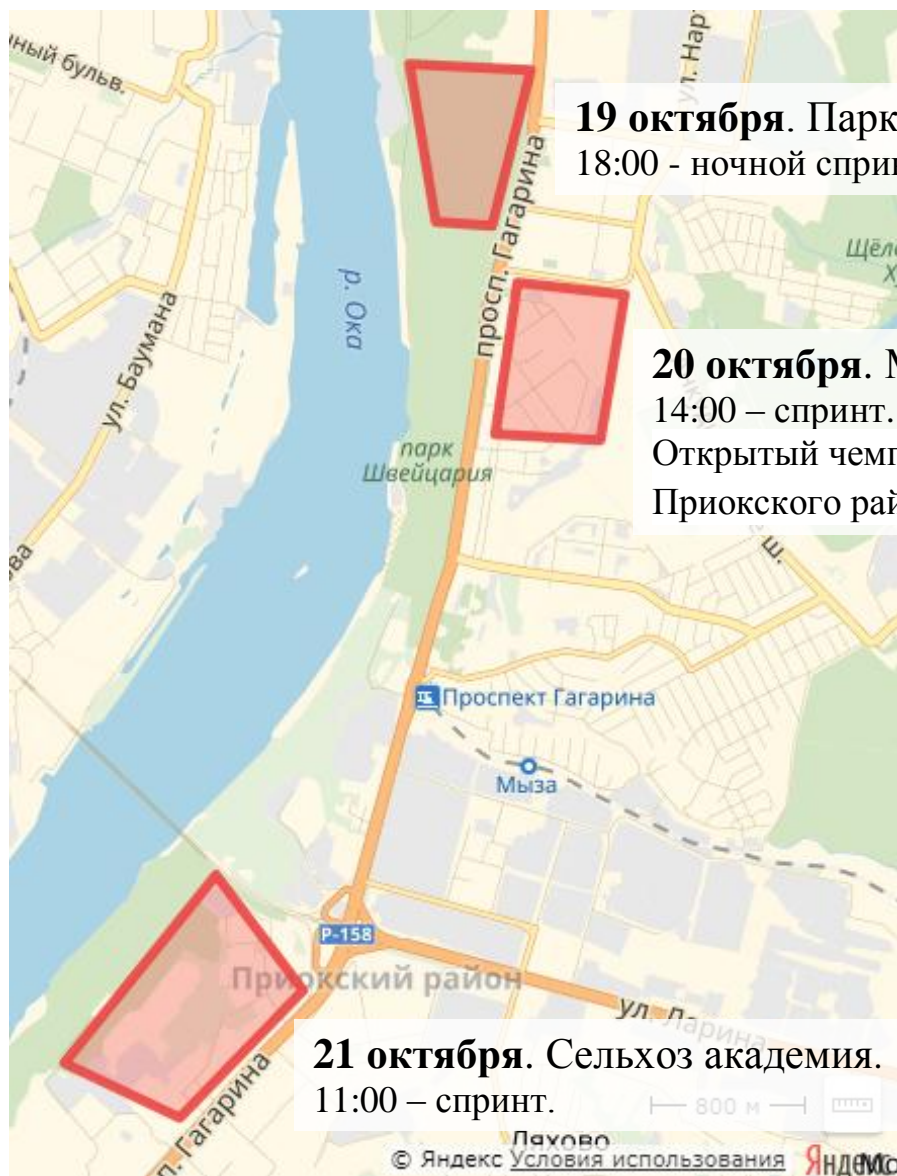 ный бульв.
ул. Нар
19 октября. Парк
18:00 - ночной сприн
просп. Гагарина
Щёл
р. Ока
ул. Баумана
20 октября. М
14:00 – спринт.
Открытый чемп
Приокского рай
парк
Швейцария
ва
ш.
Проспект Гагарина
Мыза
Р-158
Приокский район
ул. Ларина
21 октября. Сельхоз академия.
11:00 – спринт.
800 м
п. Гагарина
Ляхово
© Яндекс Условия использования